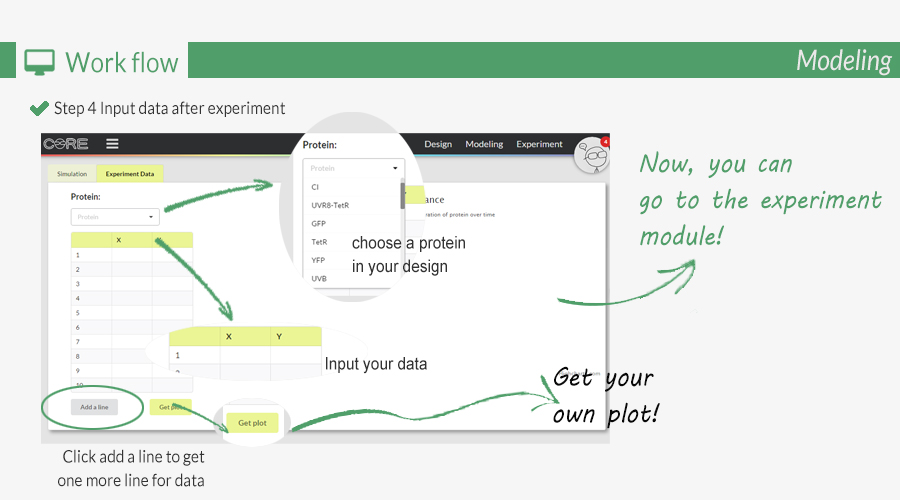 Work flow
Modeling
Step 4 Input data after experiment
CORE
Design Modeling Experiment
4
Simulation Experiment Data
Protein:
Protein
Protein:
Protein
CI
UVR8-TetR
GFP
TetR
YFP
UVB
ance
ration of protein over time
choose a protein
in your design
Now, you can
go to the experiment
module!
X
1
2
3
4
5
6
7
8
9
10
X Y
1
Input your data
Add a line
Get plot
Get plot
Get your
own plot!
Click add a line to get
one more line for data